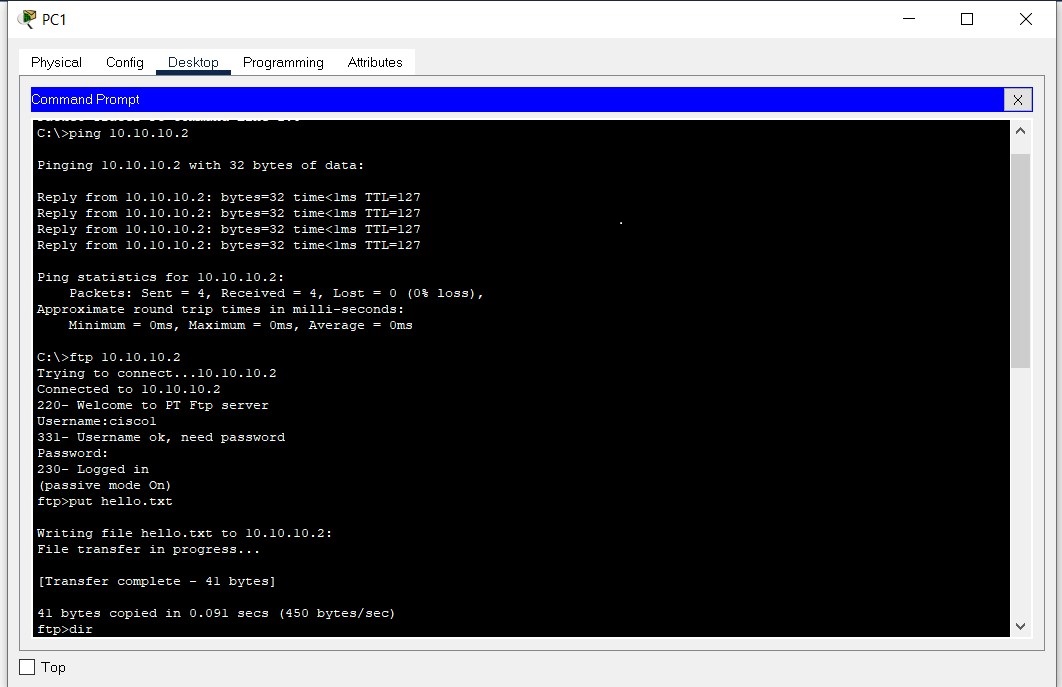 PC1
Physical Config Desktop Programming Attributes
Command Prompt
X
C:\>ping 10.10.10.2
Pinging 10.10.10.2 with 32 bytes of data:
Reply from 10.10.10.2: bytes=32 time<1ms TTL=127
Reply from 10.10.10.2: bytes=32 time<1ms TTL=127
Reply from 10.10.10.2: bytes=32 time<1ms TTL=127
Reply from 10.10.10.2: bytes=32 time<1ms TTL=127
Ping statistics for 10.10.10.2:
Packets: Sent = 4, Received = 4, Lost = 0 (0% loss),
Approximate round trip times in milli-seconds:
Minimum = 0ms, Maximum = 0ms, Average = 0ms
C:\>ftp 10.10.10.2
Trying to connect...10.10.10.2
Connected to 10.10.10.2
220- Welcome to PT Ftp server
Username:cisco1
331- Username ok, need password
Password:
230- Logged in
(passive mode On)
ftp>put hello.txt
Writing file hello.txt to 10.10.10.2:
File transfer in progress...
[Transfer complete - 41 bytes]
41 bytes copied in 0.091 secs (450 bytes/sec)
ftp>dir
Top